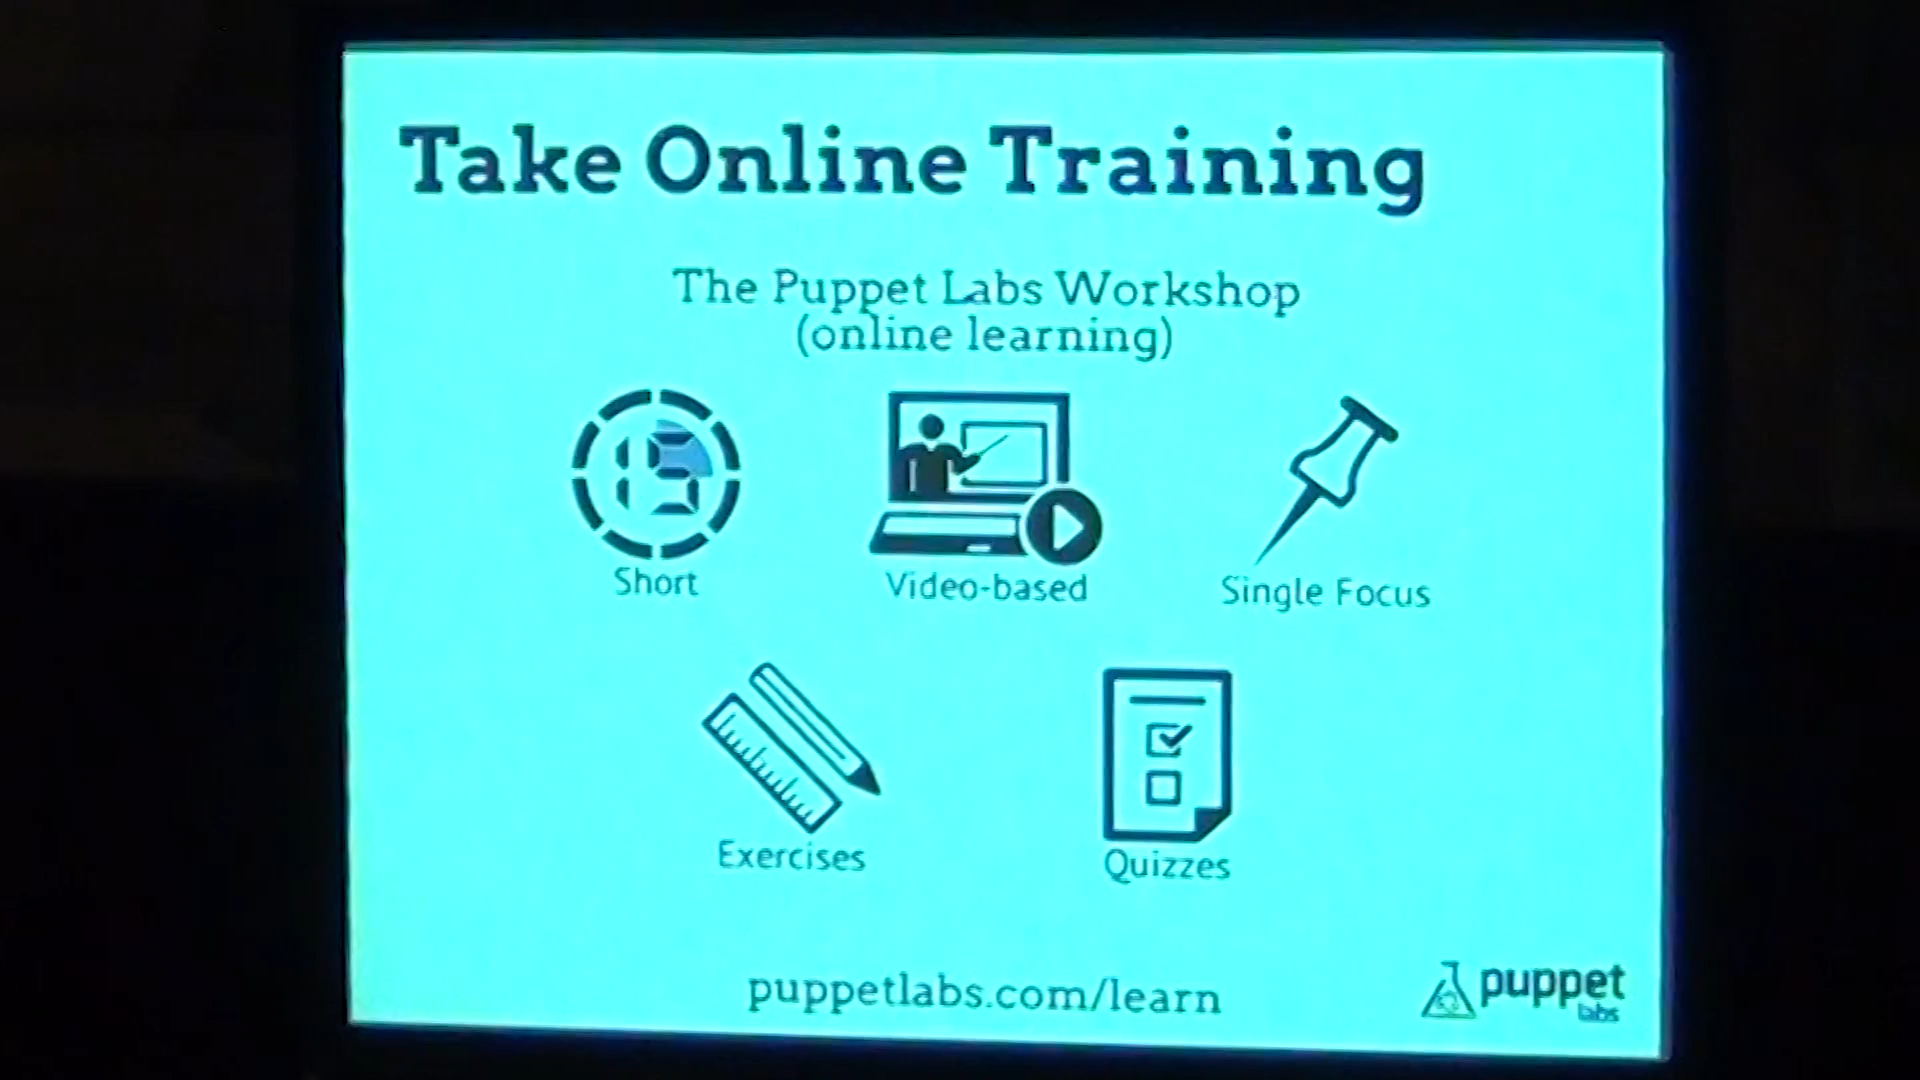 Take Online Training
The Puppet Labs Workshop
(online learning)
15
Short
Video-based
Single Focus
Exercises
Quizzes
puppetlabs.com/learn
puppet
labs